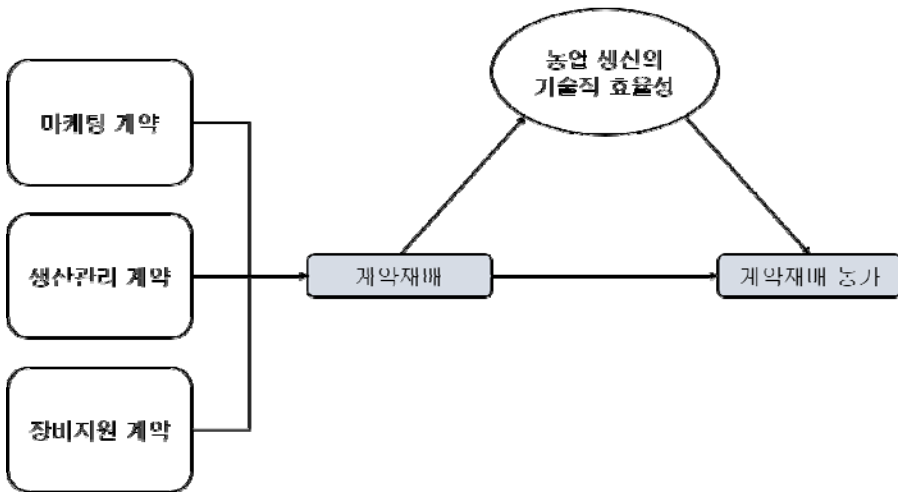 농업 생산의
기술적 효율성
마케팅 계약
생산관리 계약
계약재배
계약재배 농가
장비지원 계약